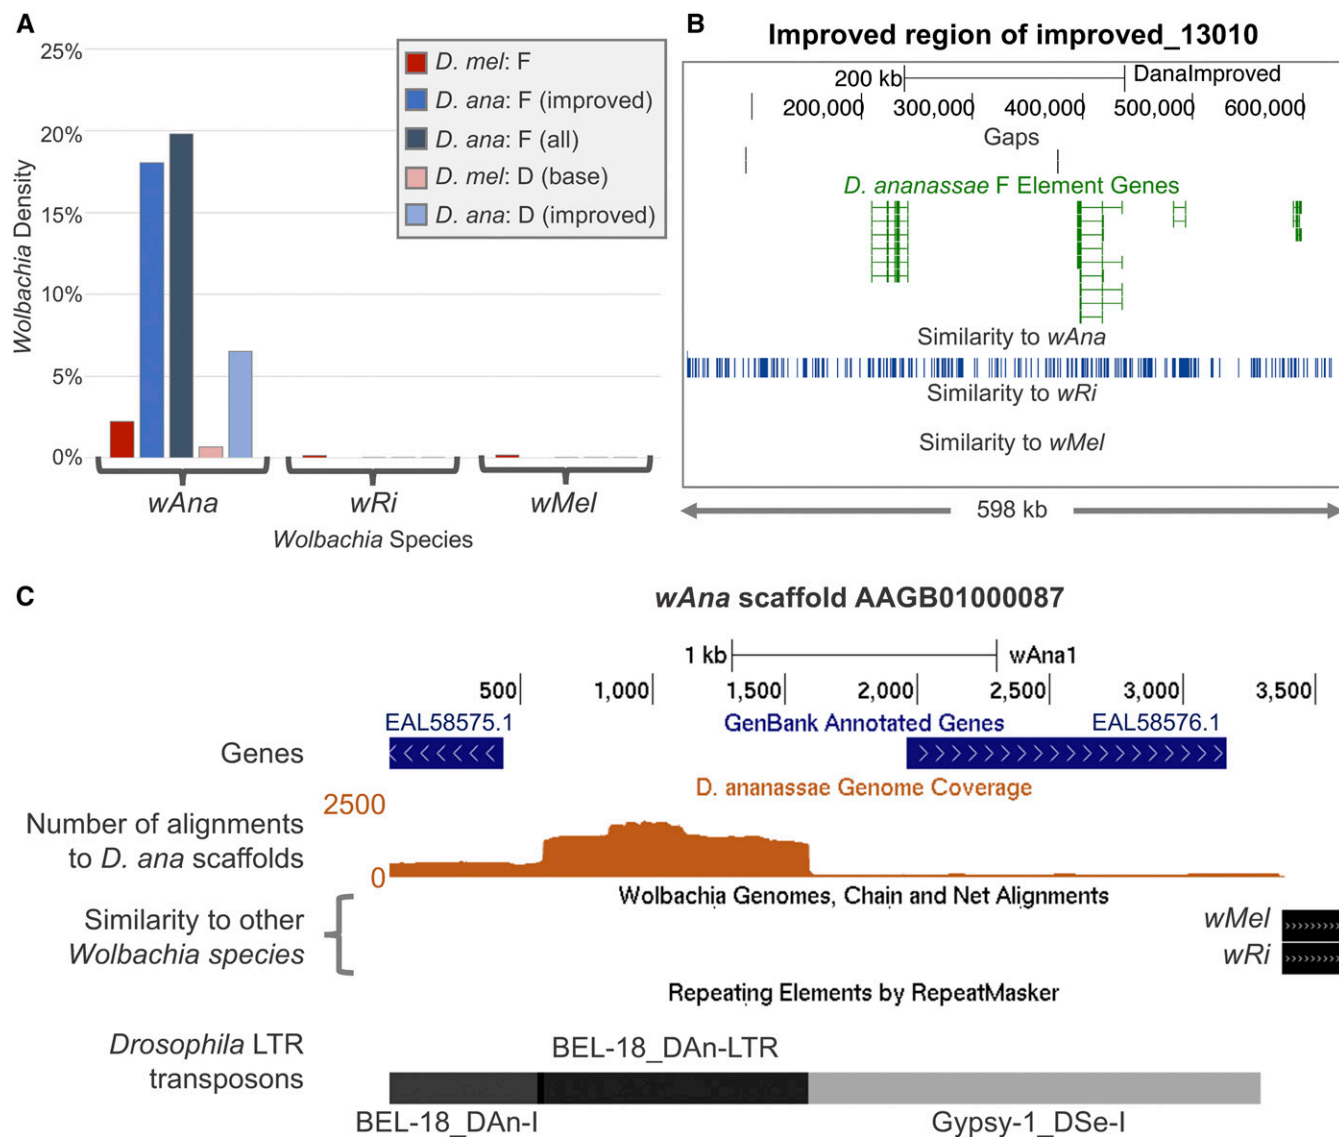 A
25%
20%
15%
10%
5%
0%
Wolbachia Density
D. mel: F
D. ana: F (improved)
D. ana: F (all)
D. mel: D (base)
D. ana: D (improved)
wAna
wRi
wMel
Wolbachia Species
B
Improved region of improved_13010
200 kb
DanaImproved
200,000
300,000
400,000
500,000
600,000
Gaps
D. ananassae F Element Genes
Similarity to wAna
Similarity to wRi
Similarity to wMel
598 kb
C
wAna scaffold AAGB01000087
1 kb
wAna1
500
1,000
1,500
2,000
2,500
3,000
3,500
EAL58575.1
GenBank Annotated Genes
EAL58576.1
Genes
D. ananassae Genome Coverage
2500
0
Number of alignments
to D. ana scaffolds
Wolbachia Genomes, Chain and Net Alignments
Similarity to other
Wolbachia species
wMel
wRi
Repeating Elements by RepeatMasker
Drosophila LTR
transposons
BEL-18_DAn-LTR
BEL-18_DAn-I
Gypsy-1_DSe-I